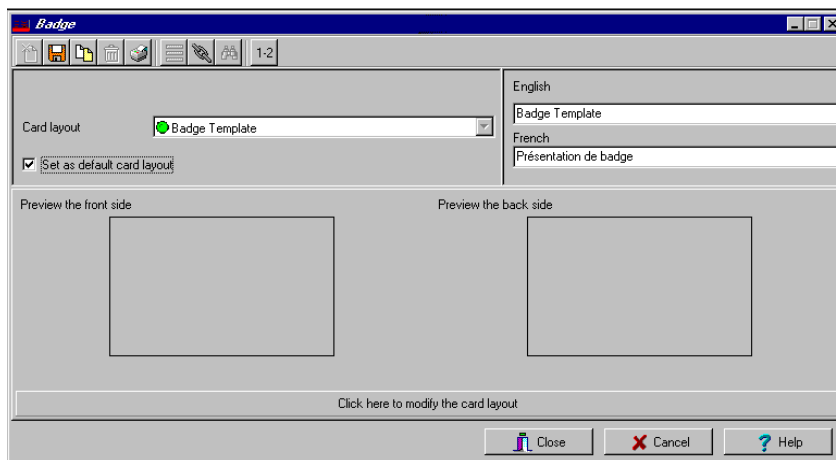 Badge
1-2
English
Badge Template
Card layout
Badge Template
French
Présentation de badge
Set as default card layout
Preview the front side
Preview the back side
Click here to modify the card layout
Close
Cancel
? Help